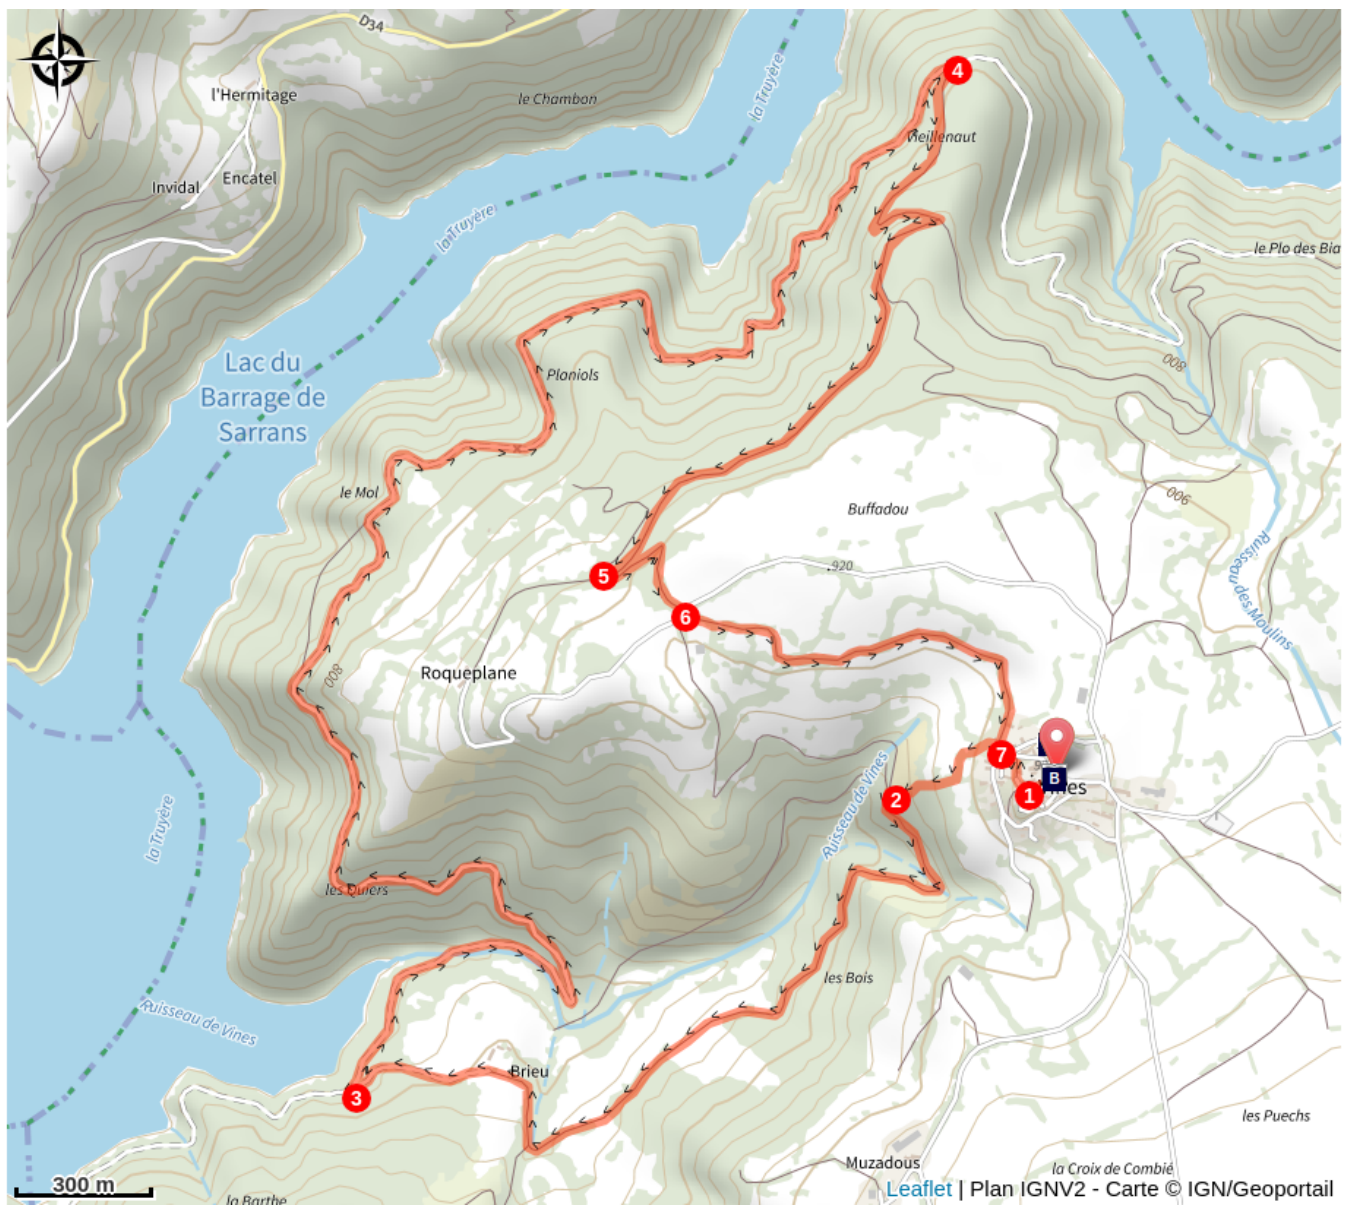 D34
l'Hermitage
le Chambon
la Truyère
4
Vieillenaut
Invidal
Encatel
la Truyère
le Plo des Bia
Lac du
Barrage de
Sarrans
Planiols
800
le Mol
900
Buffadou
Ruisseau des Moulins
5
920
6
Roqueplane
800
7
B
1
2
Ruisseau de Vines
la Truyère
les Quiers
les Bois
Ruisseau de Vines
Brieu
3
les Puechs
Muzadous
la Croix de Combié
300 m
la Barthe
Leaflet | Plan IGNV2 - Carte © IGN/Geoportail